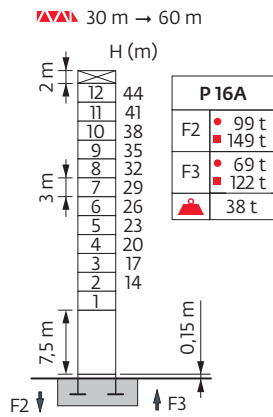 30 m → 60 m
H (m)
2 m
12 44
11 41
10 38
9 35
8 32
3 m
7 29
6 26
5 23
4 20
3 17
2 14
1
7,5 m
0,15 m
F2
F3
P 16A
F2 99 t
149 t
F3 69 t
122 t
38 t